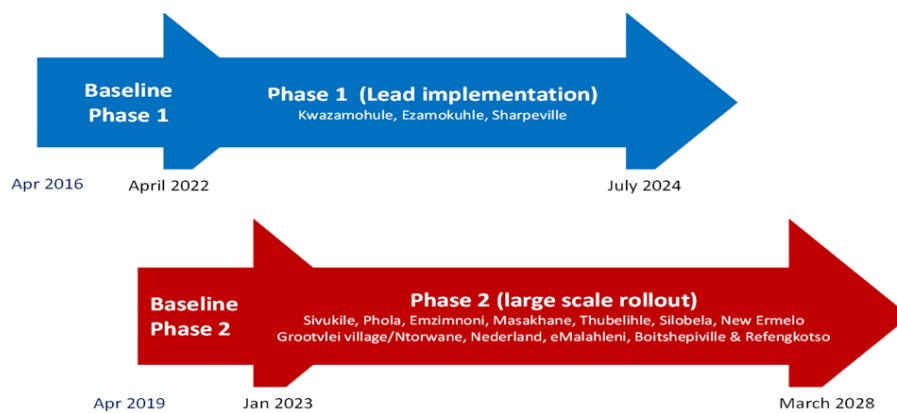 Baseline
Phase 1
Phase 1 (Lead implementation)
Kwazamohule, Ezamokuhle, Sharpeville
Apr 2016
April 2022
July 2024
Baseline
Phase 2
Phase 2 (large scale rollout)
Sivukile, Phola, Emzimnoni, Masakhane, Thubelihle, Silobela, New Ermelo
Grootvlei village/Ntorwane, Nederland, eMalahleni, Boitshepiville & Refengkotso
Apr 2019
Jan 2023
March 2028